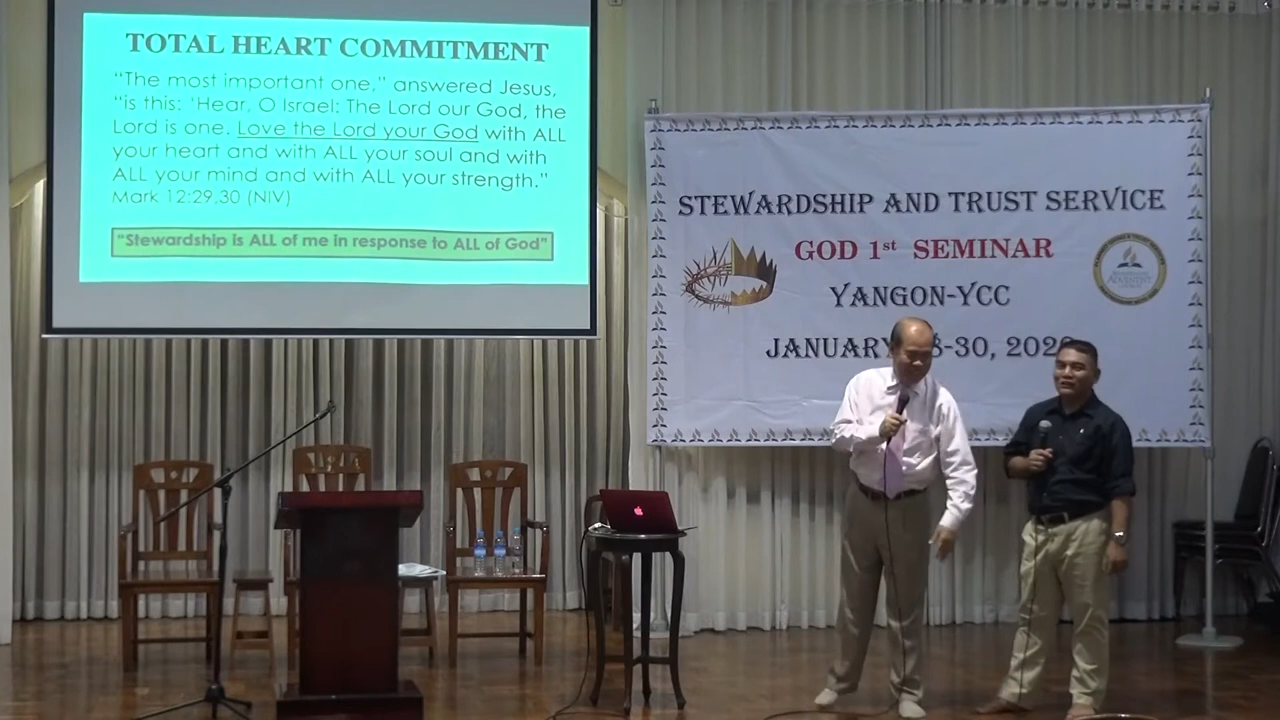 TOTAL HEART COMMITMENT
“The most important one,” answered Jesus,
“is this: ‘Hear, O Israel: The Lord our God, the
Lord is one. Love the Lord your God with ALL
your heart and with ALL your soul and with
ALL your mind and with ALL your strength.”
Mark 12:29,30 (NIV)
“Stewardship is ALL of me in response to ALL of God”
STEWARDSHIP AND TRUST SERVICE
GOD 1st SEMINAR
YANGON-YCC
JANUARY -30,
ADVENTIST